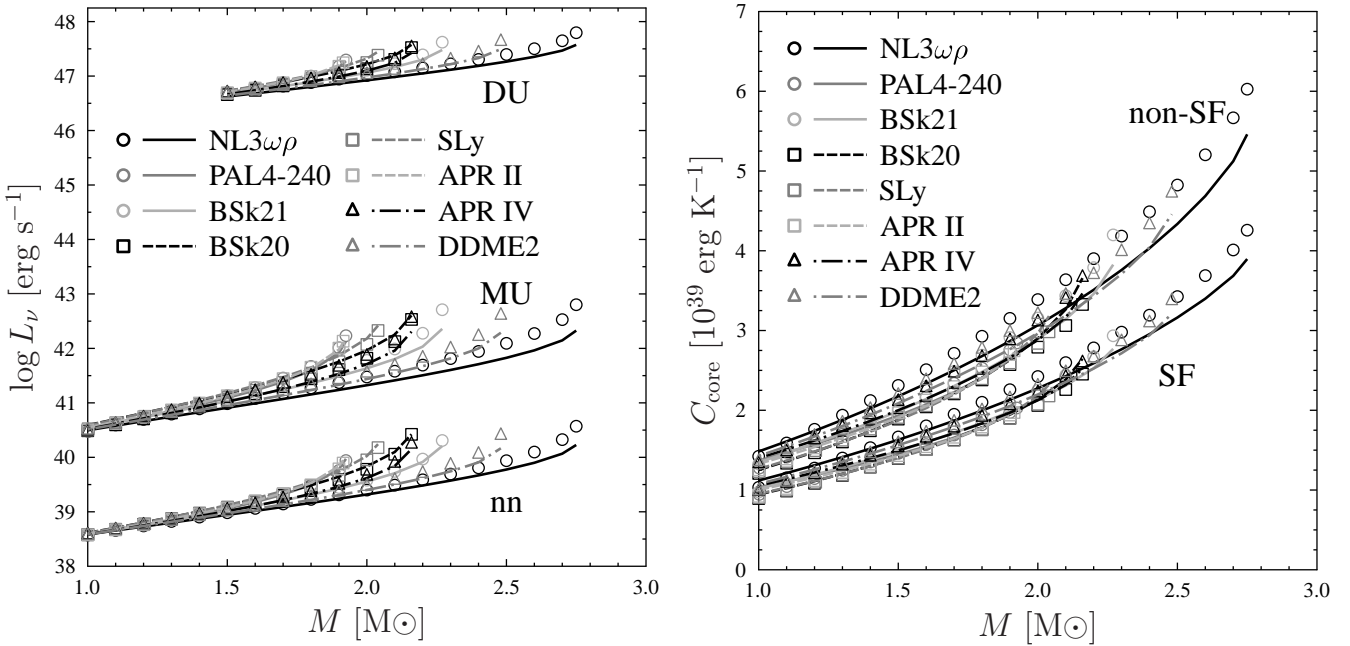 48
47
46
45
44
43
42
41
40
39
38
log Lν [erg s⁻¹]
DU
NL3ωρ
PAL4-240
BSk21
BSk20
SLy
APR II
APR IV
DDME2
MU
nn
1.0 1.5 2.0 2.5 3.0
M [M⊙]
7
6
5
4
3
2
1
0
C_core [10³⁹ erg K⁻¹]
NL3ωρ
PAL4-240
BSk21
BSk20
SLy
APR II
APR IV
DDME2
non-SF
SF
1.0 1.5 2.0 2.5 3.0
M [M⊙]